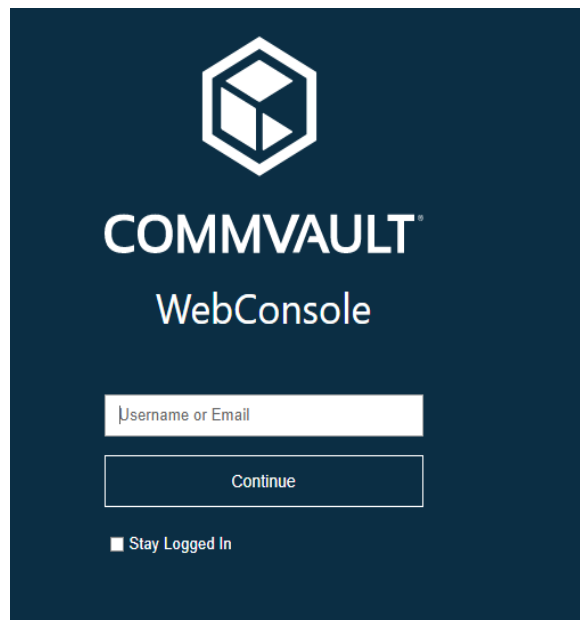 COMMVAULT®
WebConsole
Username or Email
Continue
Stay Logged In